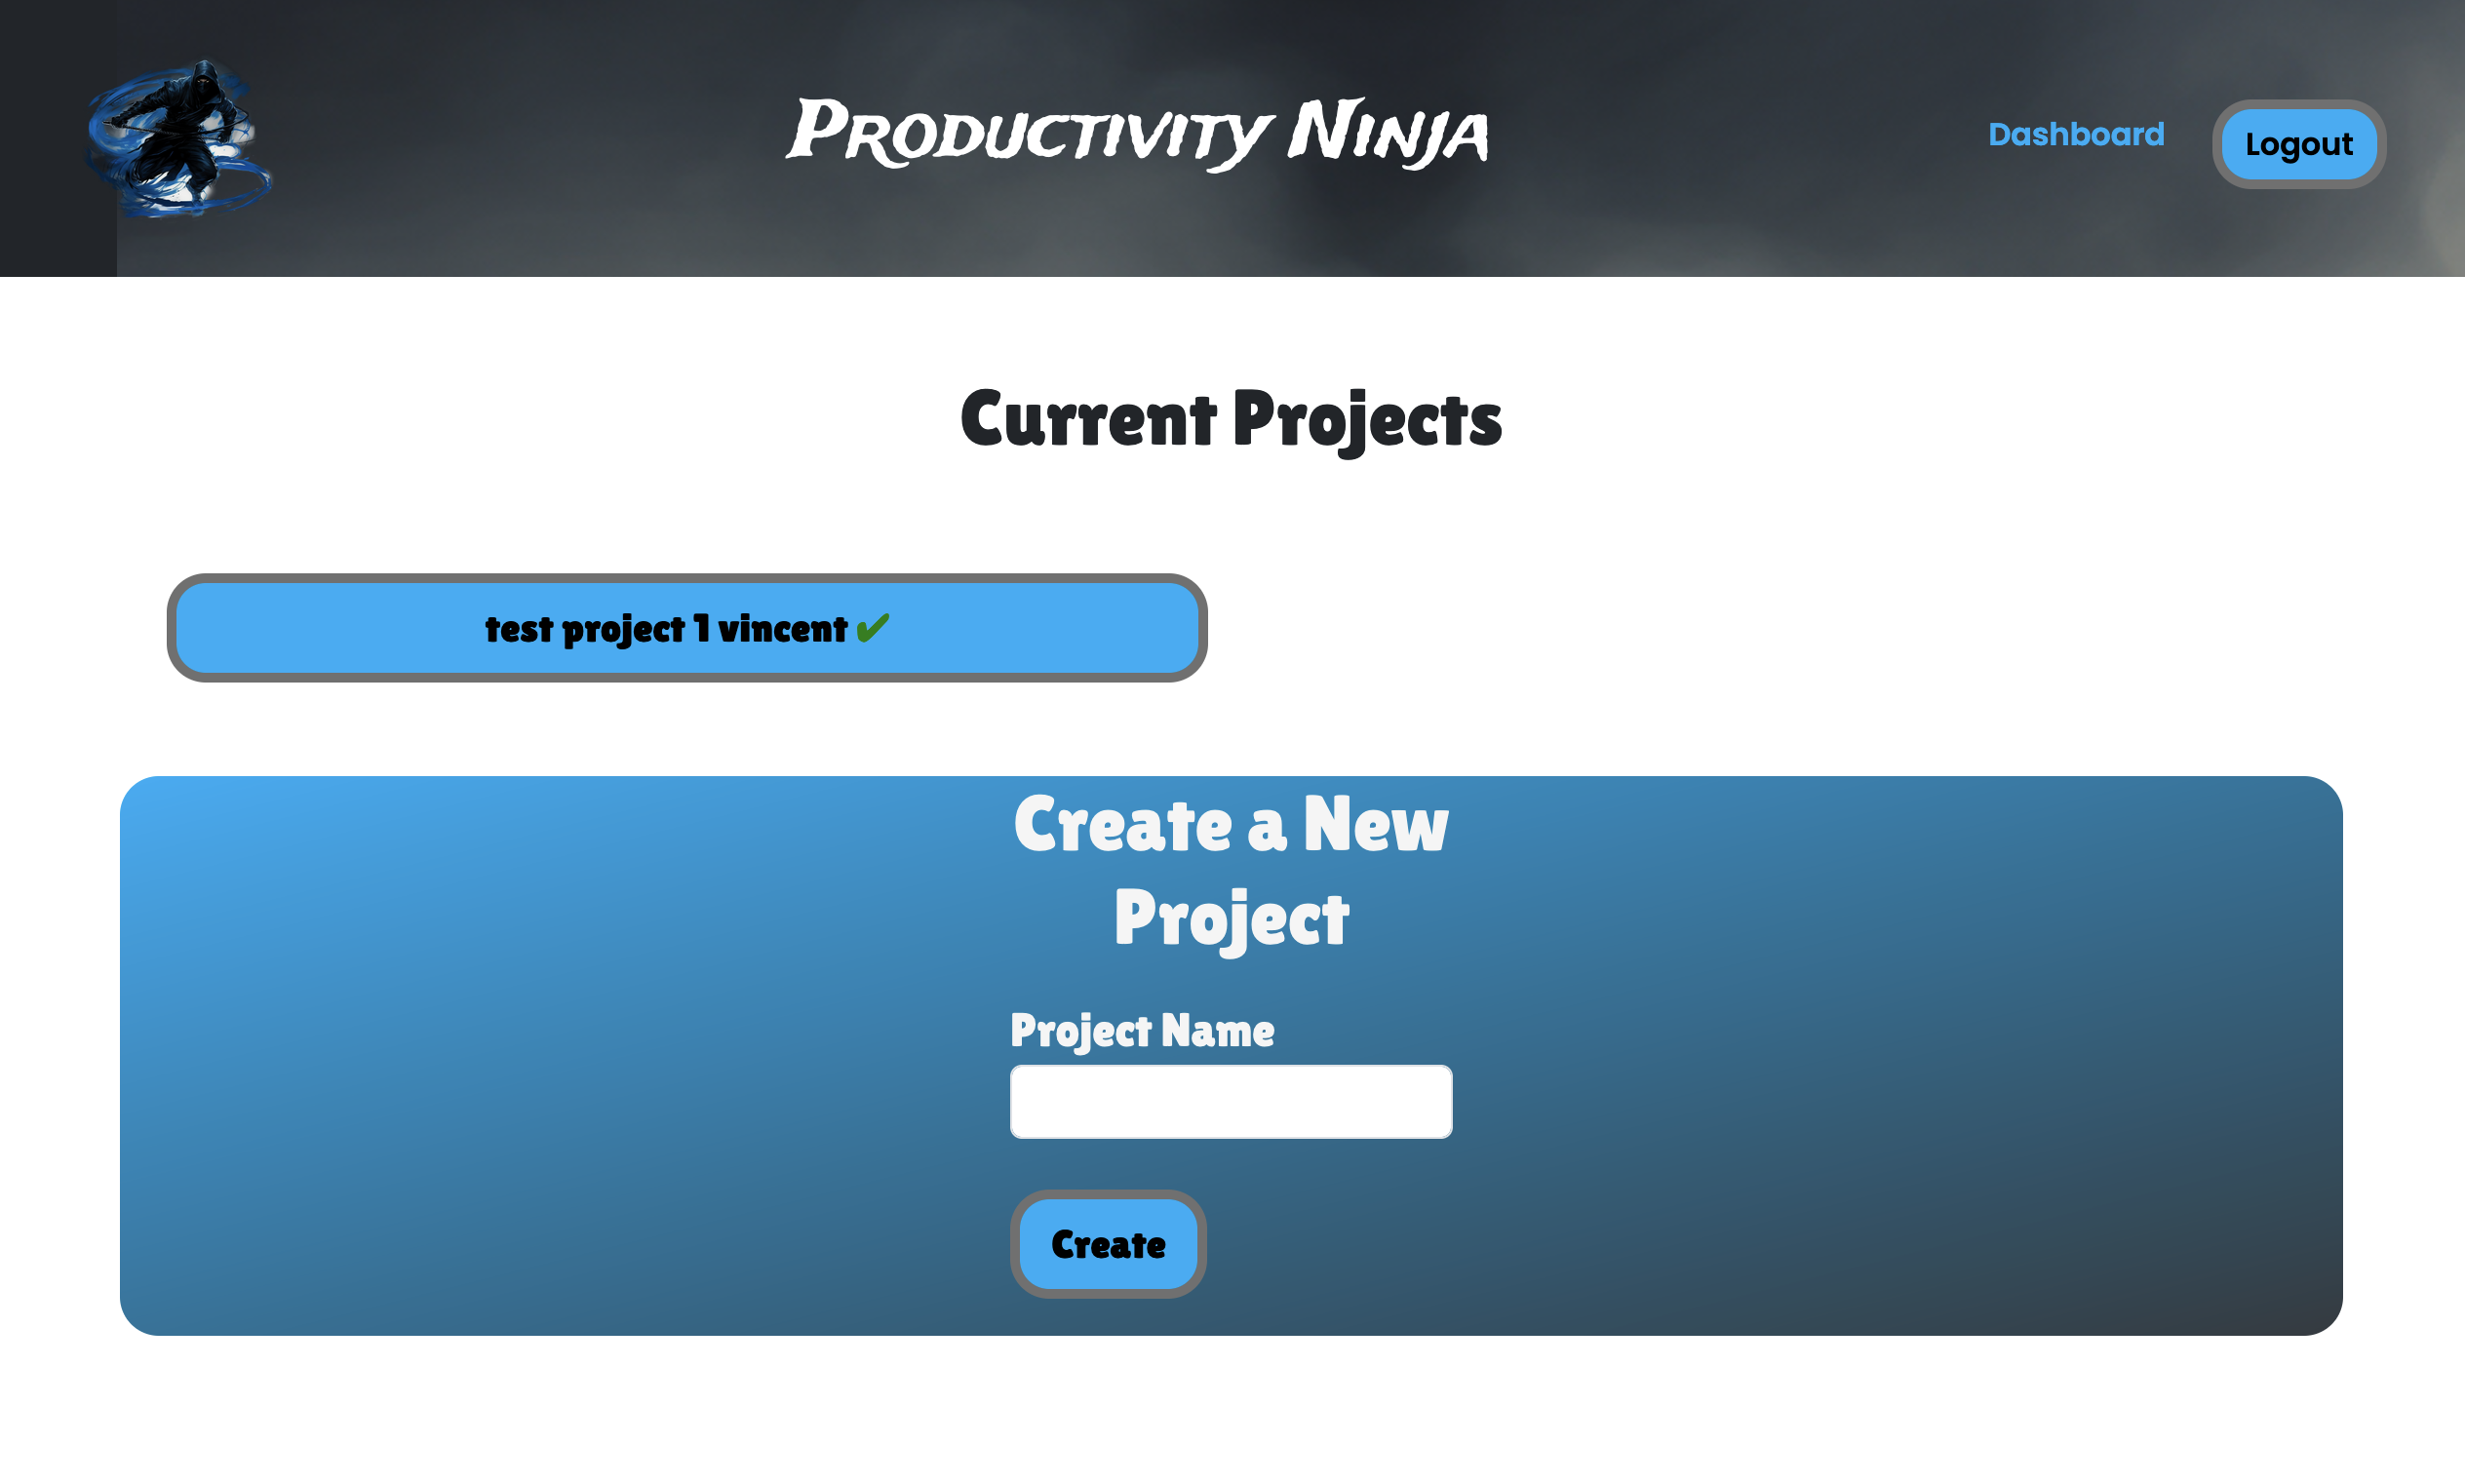 Productivity Ninja
Dashboard
Logout
Current Projects
test project 1 vincent ✔
Create a New
Project
Project Name
Create